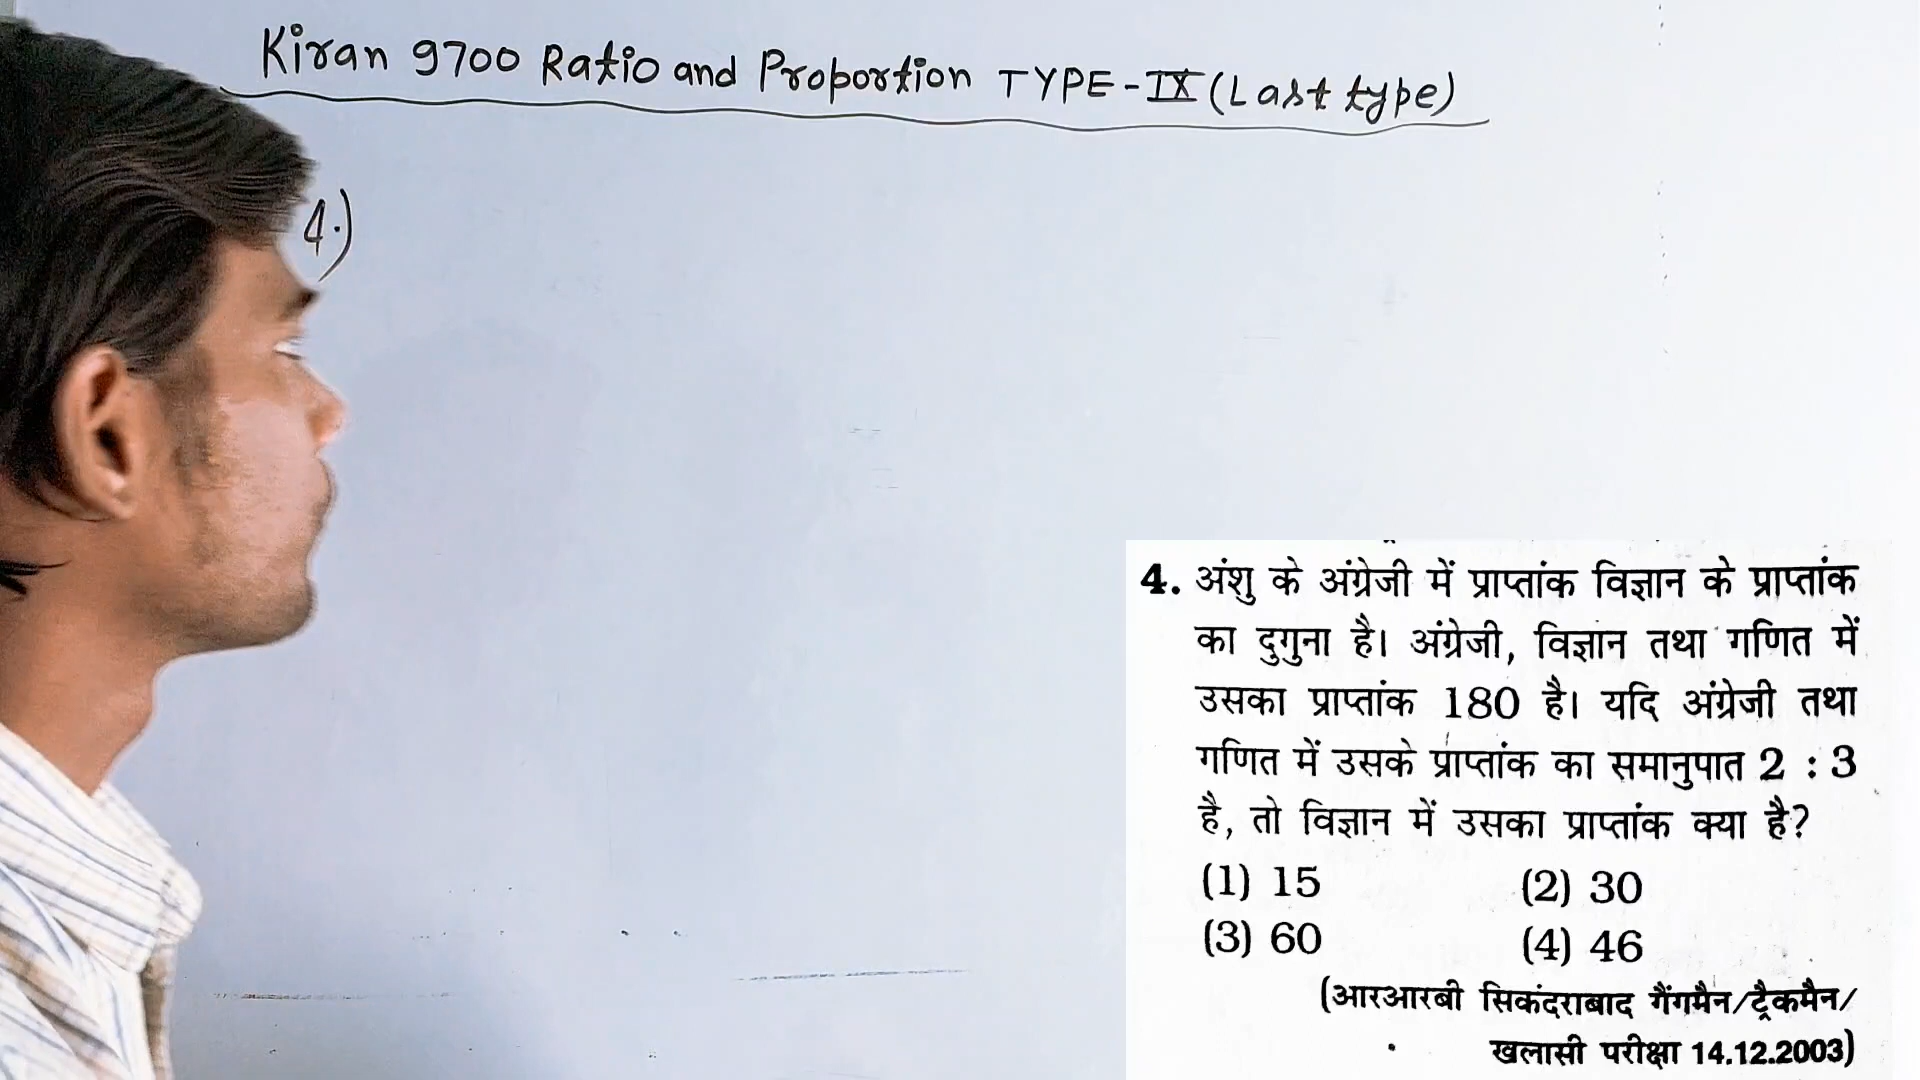 Kiran 9700 Ratio and Proportion TYPE-IX (Last type)
4.)
4. अंशु के अंग्रेजी में प्राप्तांक विज्ञान के प्राप्तांक
का दुगुना है। अंग्रेजी, विज्ञान तथा गणित में
उसका प्राप्तांक 180 है। यदि अंग्रेजी तथा
गणित में उसके प्राप्तांक का समानुपात 2 : 3
है, तो विज्ञान में उसका प्राप्तांक क्या है?
(1) 15 (2) 30
(3) 60 (4) 46
(आरआरबी सिकंदराबाद गैंगमैन/ट्रैकमैन/
खलासी परीक्षा 14.12.2003)